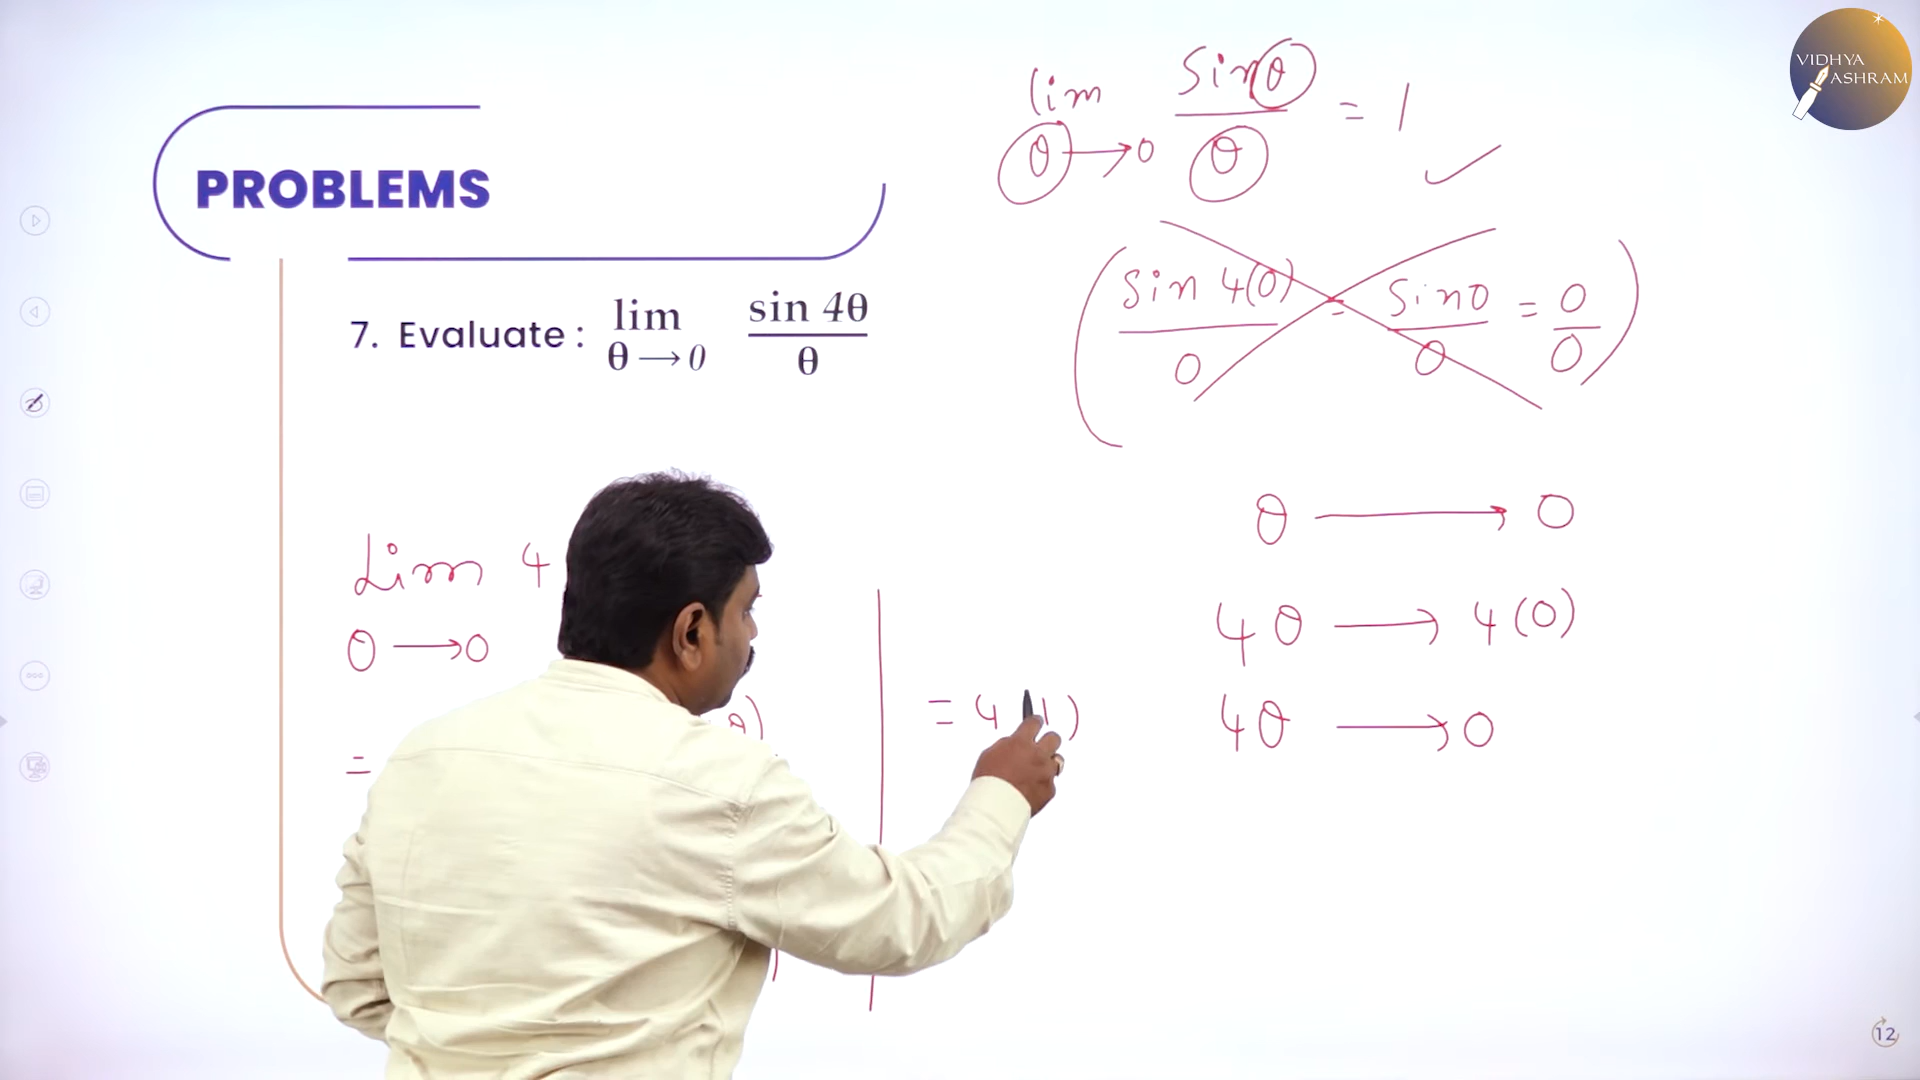 VIDHYA
ASHRAM
PROBLEMS
7. Evaluate : lim θ → 0 sin 4θ / θ
lim θ → 0 sin θ / θ = 1
( sin 4(0) / 0 = sin 0 / 0 = 0 / 0 )
θ → 0
4θ → 4(0)
4θ → 0
Lim 4
θ → 0
=
= 4 (1)
12